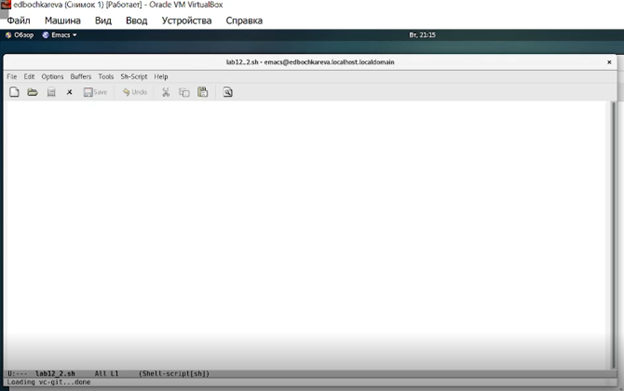 edbochkareva (Снимок 1) [Работает] - Oracle VM VirtualBox
Файл Машина Вид Ввод Устройства Справка
Обзор Emacs Вт, 21:15
lab12_2.sh - emacs@edbochkareva.localhost.localdomain
File Edit Options Buffers Tools Sh-Script Help
Save Undo
U:--- lab12_2.sh All L1 (Shell-script[sh])
Loading vc-git...done